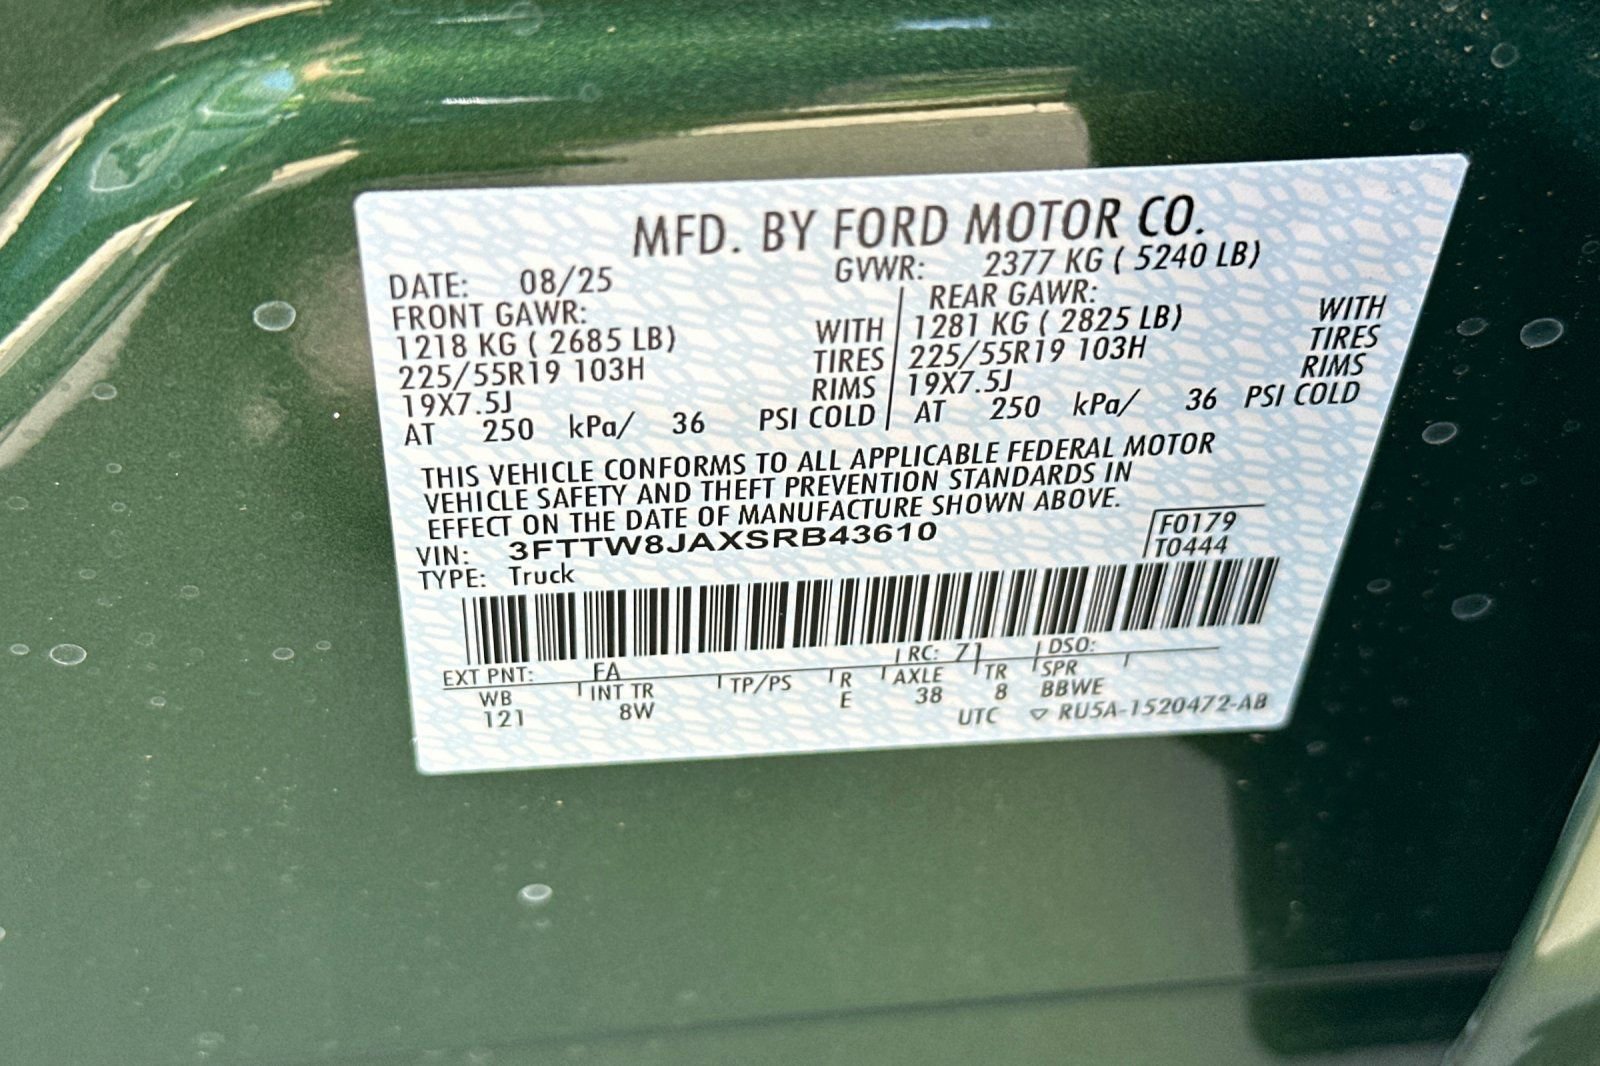 MFD. BY FORD MOTOR CO.
DATE: 08/25 GVWR: 2377 KG ( 5240 LB)
FRONT GAWR: REAR GAWR:
1218 KG ( 2685 LB) WITH 1281 KG ( 2825 LB) WITH
225/55R19 103H TIRES 225/55R19 103H TIRES
19X7.5J RIMS 19X7.5J RIMS
AT 250 kPa/ 36 PSI COLD AT 250 kPa/ 36 PSI COLD
THIS VEHICLE CONFORMS TO ALL APPLICABLE FEDERAL MOTOR
VEHICLE SAFETY AND THEFT PREVENTION STANDARDS IN
EFFECT ON THE DATE OF MANUFACTURE SHOWN ABOVE.
VIN: 3FTTW8JAXSRB43610 F0179
TYPE: Truck T0444
EXT PNT: FA RC: 71 DSO:
WB INT TR TP/PS R AXLE TR SPR
121 8W E 38 8 BBWE
UTC ▽ RU5A-1520472-AB